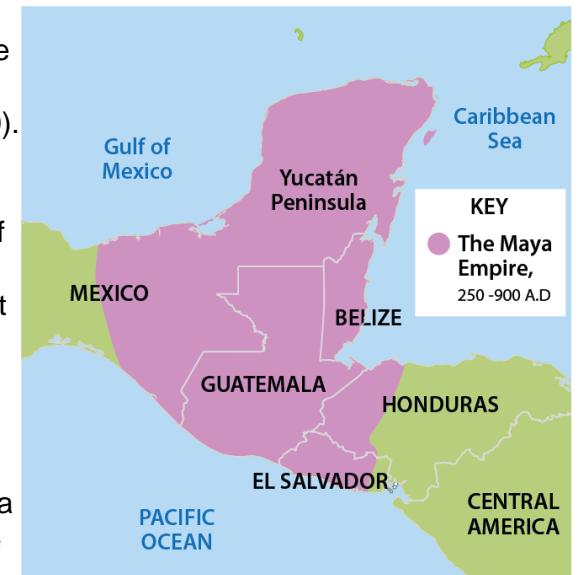 e
).
f
t
a
Gulf of
Mexico
Caribbean
Sea
Yucatán
Peninsula
KEY
The Maya
Empire,
250 -900 A.D
MEXICO
BELIZE
GUATEMALA
HONDURAS
EL SALVADOR
CENTRAL
AMERICA
PACIFIC
OCEAN